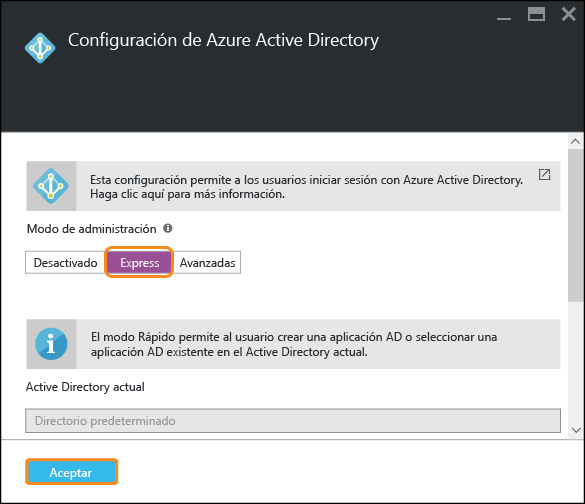 Configuración de Azure Active Directory
Esta configuración permite a los usuarios iniciar sesión con Azure Active Directory.
Haga clic aquí para más información.
Modo de administración
Desactivado Express Avanzadas
El modo Rápido permite al usuario crear una aplicación AD o seleccionar una
aplicación AD existente en el Active Directory actual.
Active Directory actual
Directorio predeterminado
Aceptar